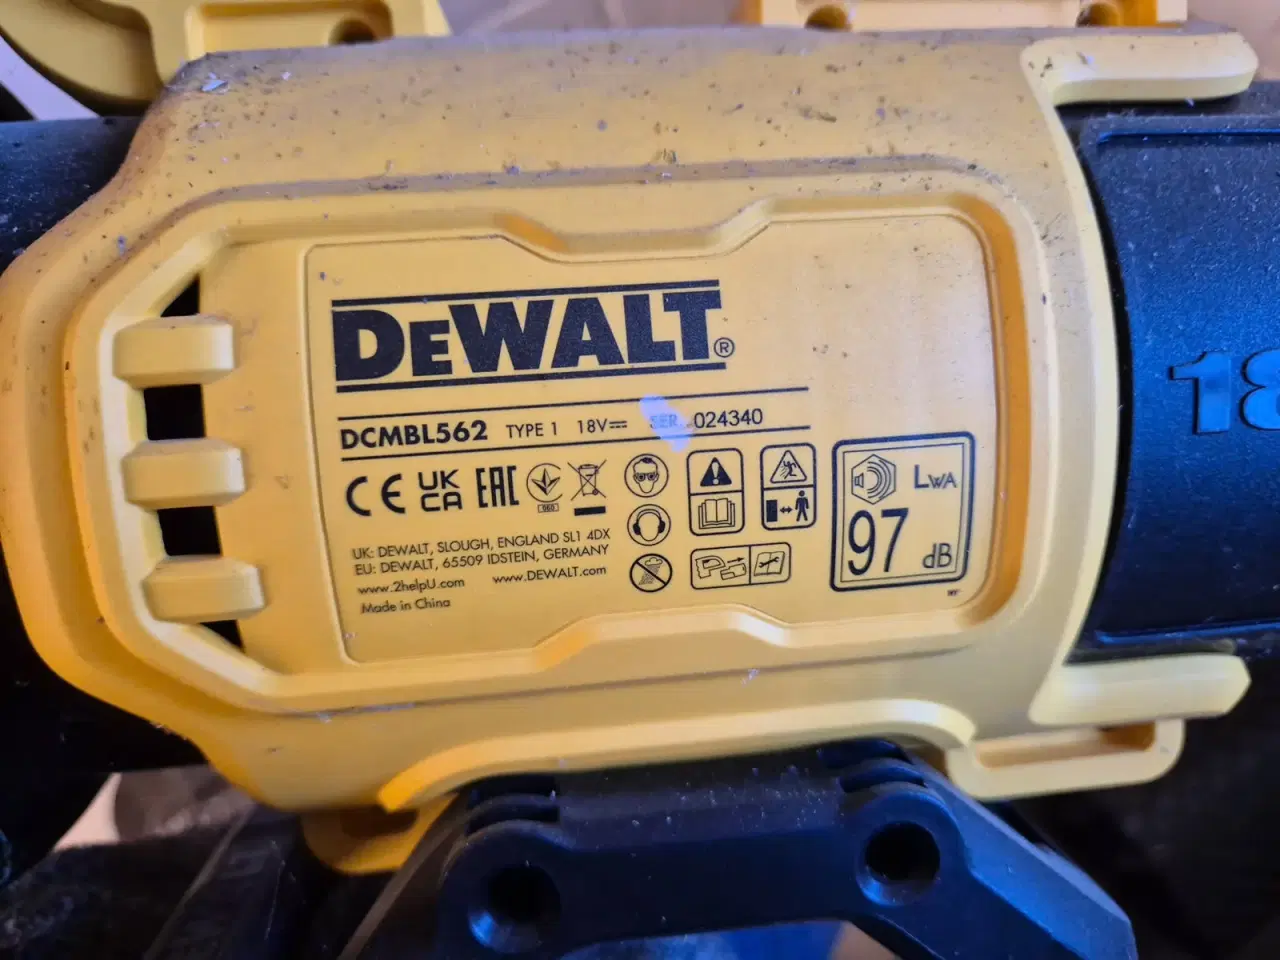 DEWALT®
DCMBL562 TYPE 1 18V SER. 024340
CE UK CA EAC
060
UK: DEWALT, SLOUGH, ENGLAND SL1 4DX
EU: DEWALT, 65509 IDSTEIN, GERMANY
www.2helpU.com www.DEWALT.com
Made in China
LWA
97 dB
18